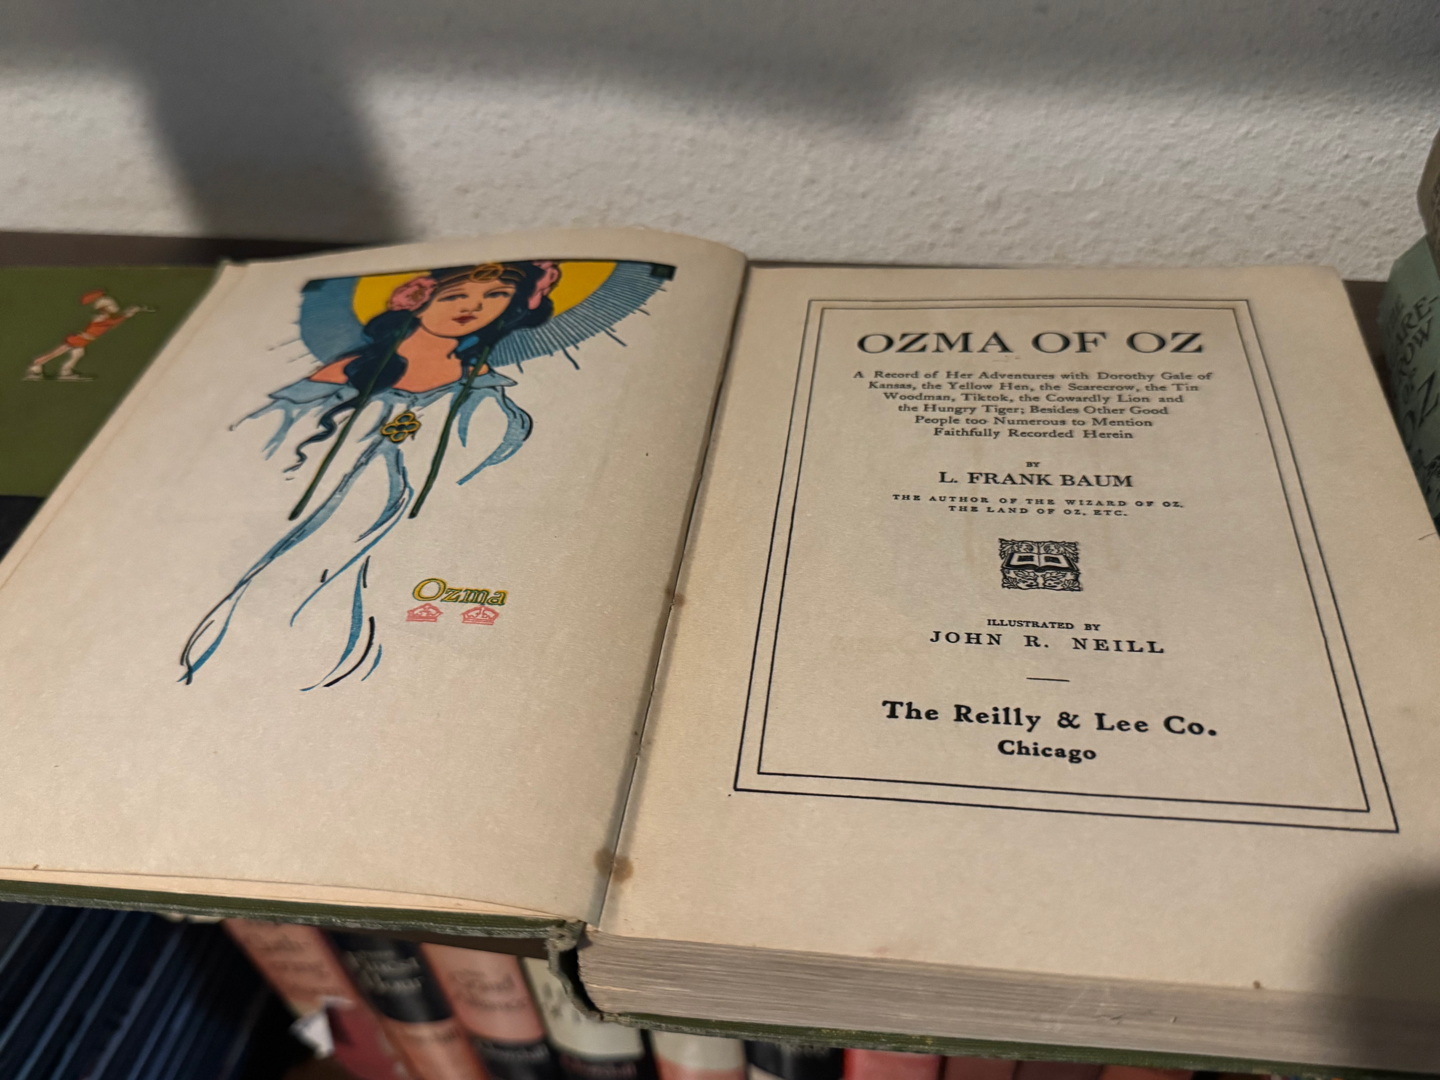 Ozma
OZMA OF OZ
A Record of Her Adventures with Dorothy Gale of
Kansas, the Yellow Hen, the Scarecrow, the Tin
Woodman, Tiktok, the Cowardly Lion and
the Hungry Tiger; Besides Other Good
People too Numerous to Mention
Faithfully Recorded Herein
BY
L. FRANK BAUM
THE AUTHOR OF THE WIZARD OF OZ,
THE LAND OF OZ, ETC.
ILLUSTRATED BY
JOHN R. NEILL
The Reilly & Lee Co.
Chicago